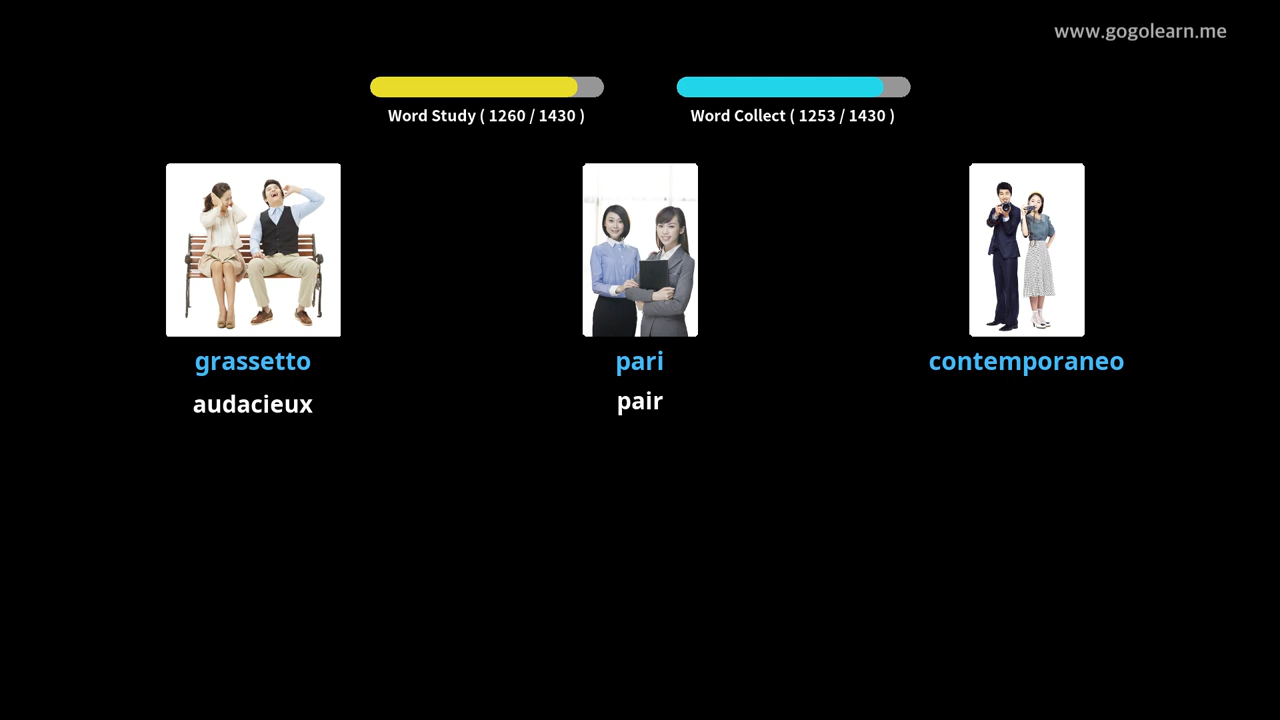 www.gogolearn.me
Word Study ( 1260 / 1430 )
Word Collect ( 1253 / 1430 )
grassetto
pari
contemporaneo
audacieux
pair